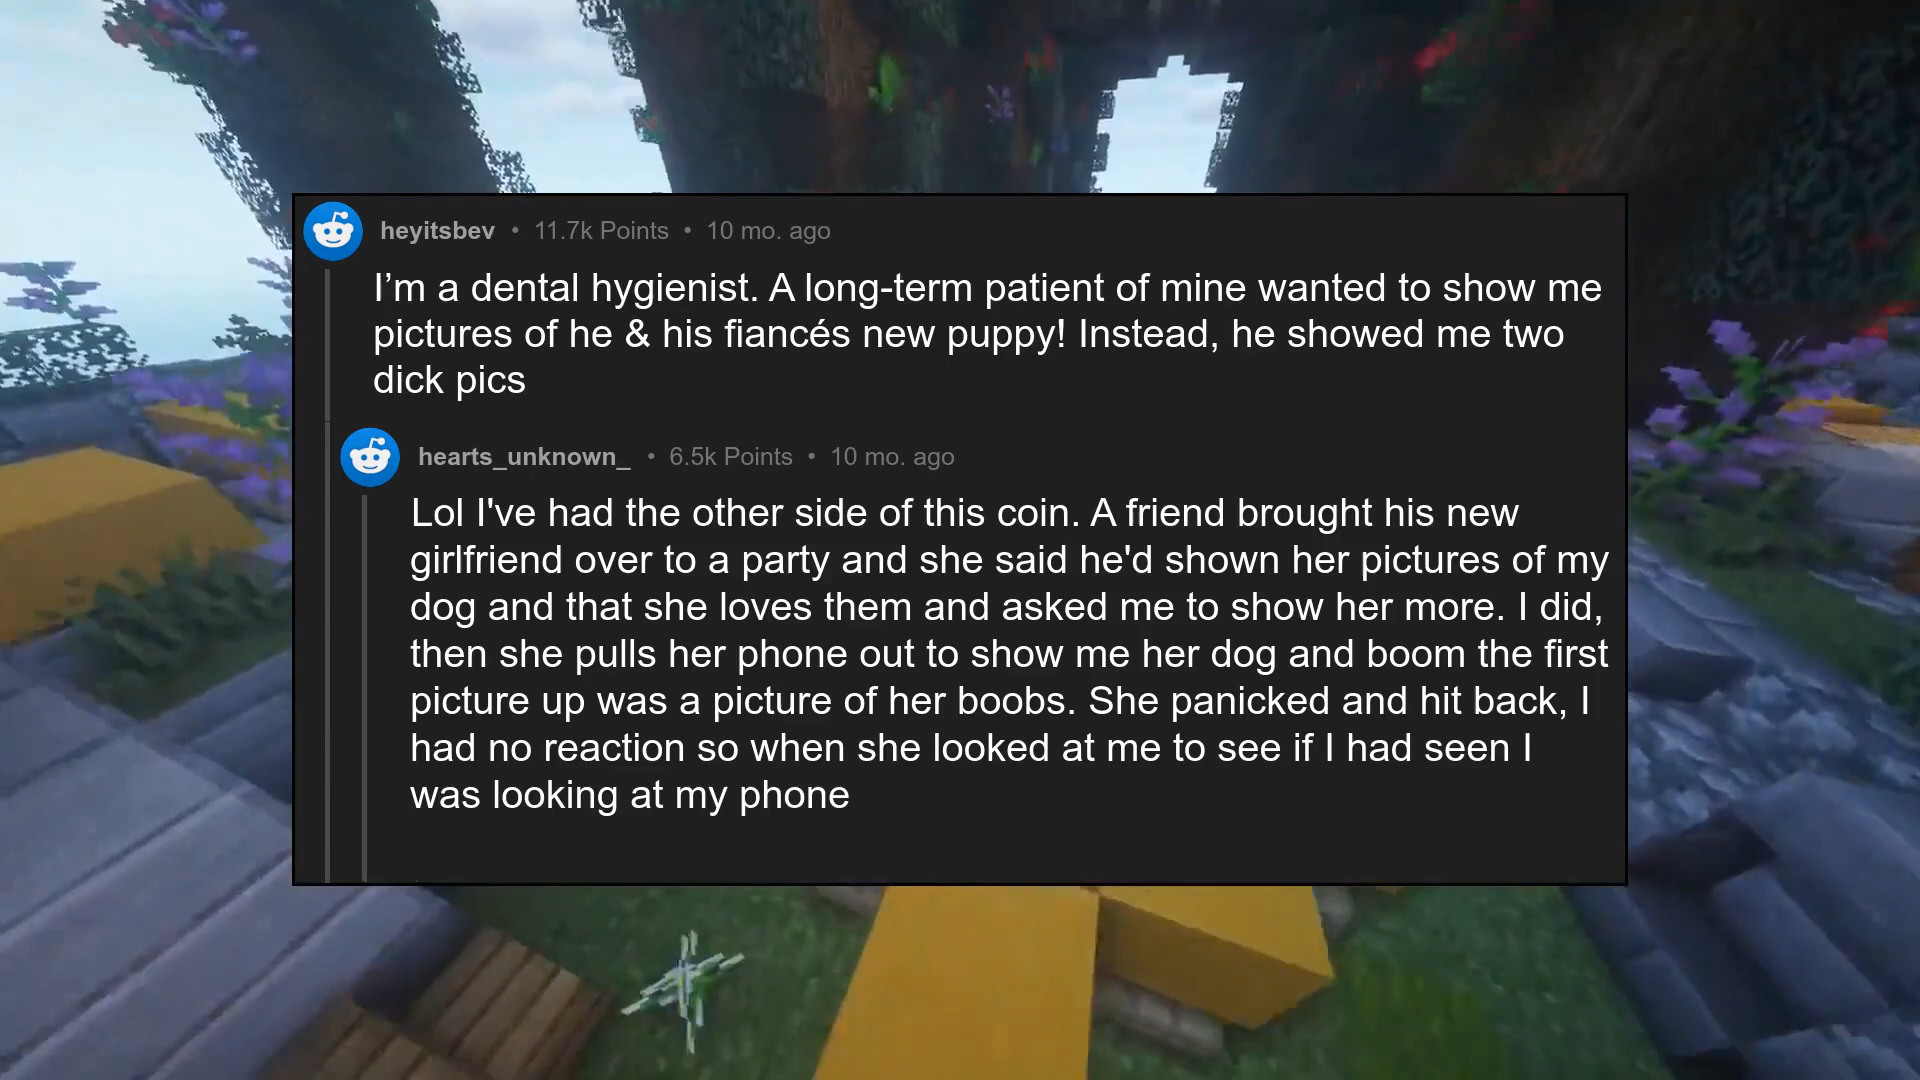 heyitsbev • 11.7k Points • 10 mo. ago
I’m a dental hygienist. A long-term patient of mine wanted to show me
pictures of he & his fiancés new puppy! Instead, he showed me two
dick pics
hearts_unknown_ • 6.5k Points • 10 mo. ago
Lol I've had the other side of this coin. A friend brought his new
girlfriend over to a party and she said he'd shown her pictures of my
dog and that she loves them and asked me to show her more. I did,
then she pulls her phone out to show me her dog and boom the first
picture up was a picture of her boobs. She panicked and hit back, I
had no reaction so when she looked at me to see if I had seen I
was looking at my phone